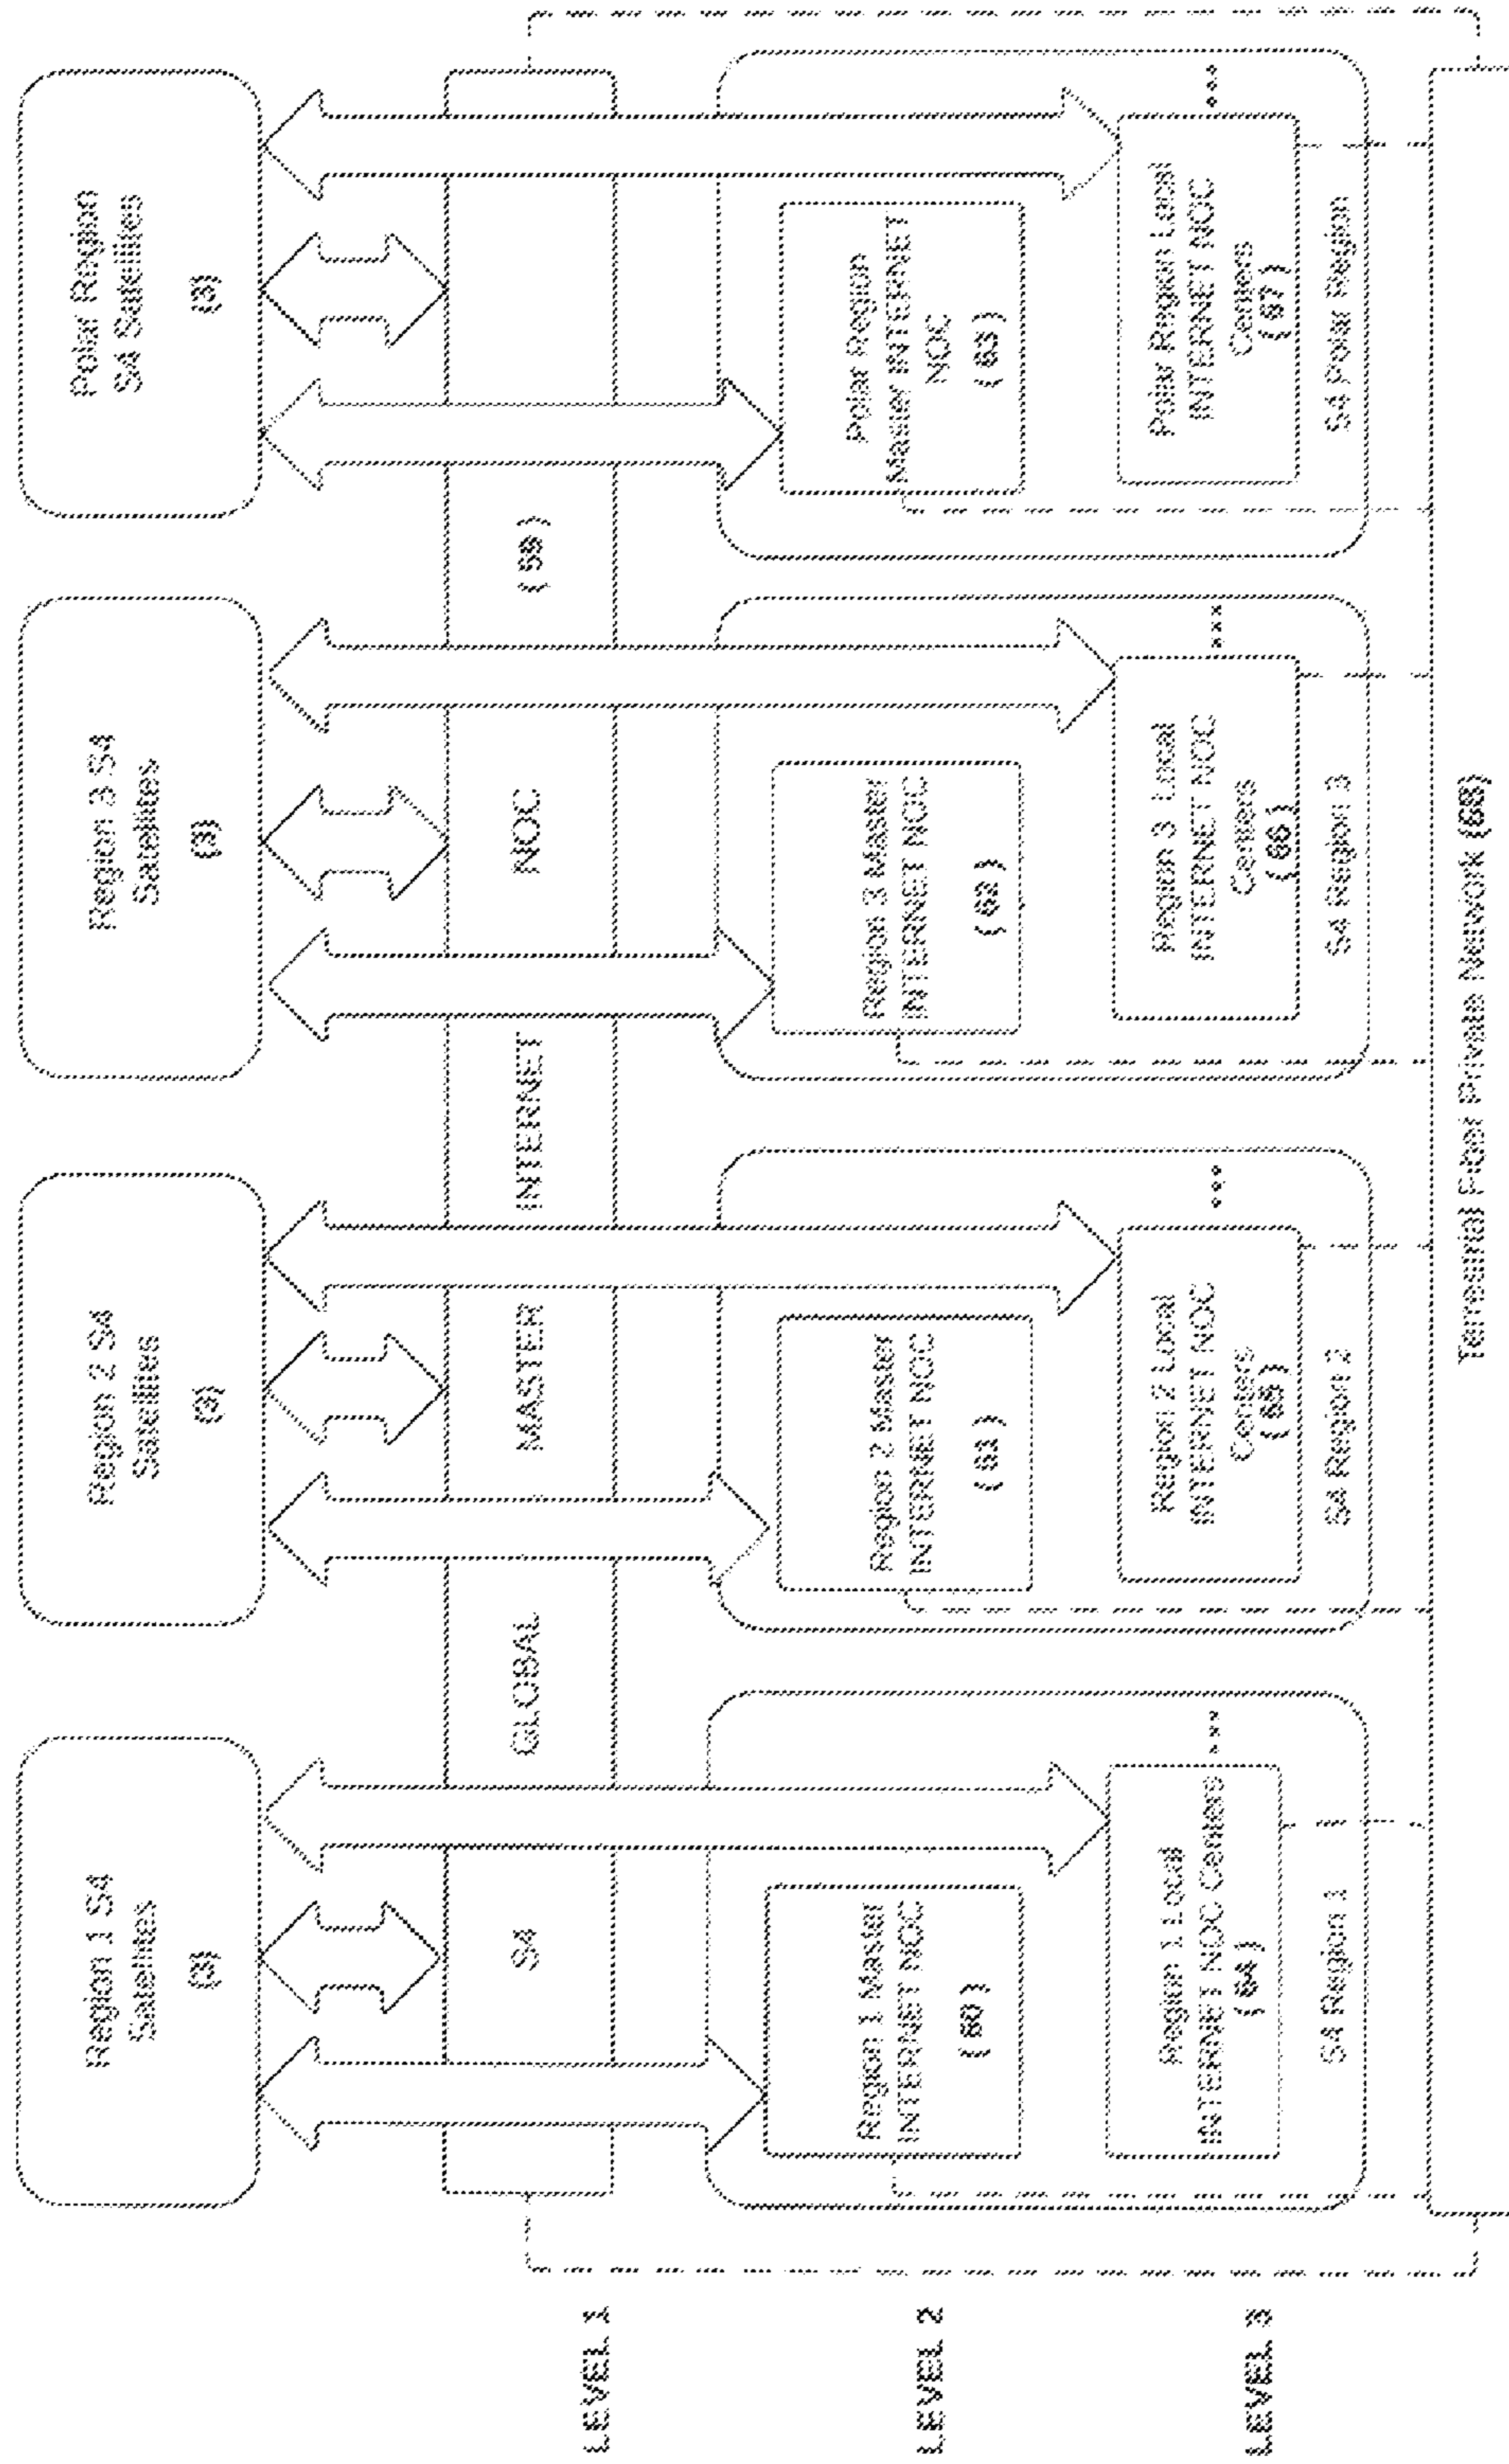 Region 1 S4
Satellites
(3)
Region 2 S4
Satellites
(3)
Region 3 S4
Satellites
(3)
Polar Region
S4 Satellites
(3)
LEVEL 1
S4 GLOBAL MASTER INTERNET NOC (59)
LEVEL 2
Region 1 Master
INTERNET NOC
(60)
Region 2 Master
INTERNET NOC
(61)
Region 3 Master
INTERNET NOC
(62)
Polar Region
Master INTERNET
NOC
(63)
LEVEL 3
Region 1 Local
INTERNET NOC Centers
(64)
...
Region 2 Local
INTERNET NOC
Centers
(65)
...
Region 3 Local
INTERNET NOC
Centers
(66)
...
Polar Region Local
INTERNET NOC
Centers
(67)
...
S4 Region 1
S4 Region 2
S4 Region 3
S4 Polar Region
Terrestrial Fiber Private Network (68)